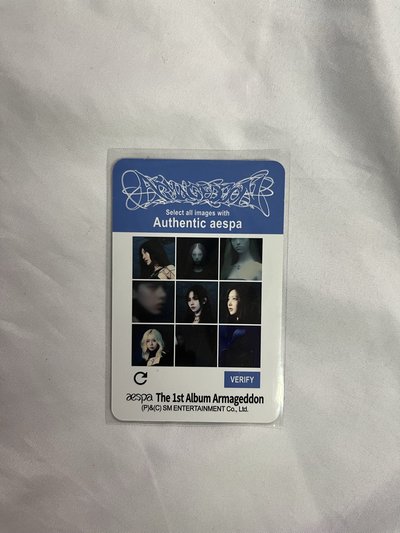 ARMAGEDDON
Select all images with
Authentic aespa
VERIFY
aespa The 1st Album Armageddon
(P)&(C) SM ENTERTAINMENT Co., Ltd.